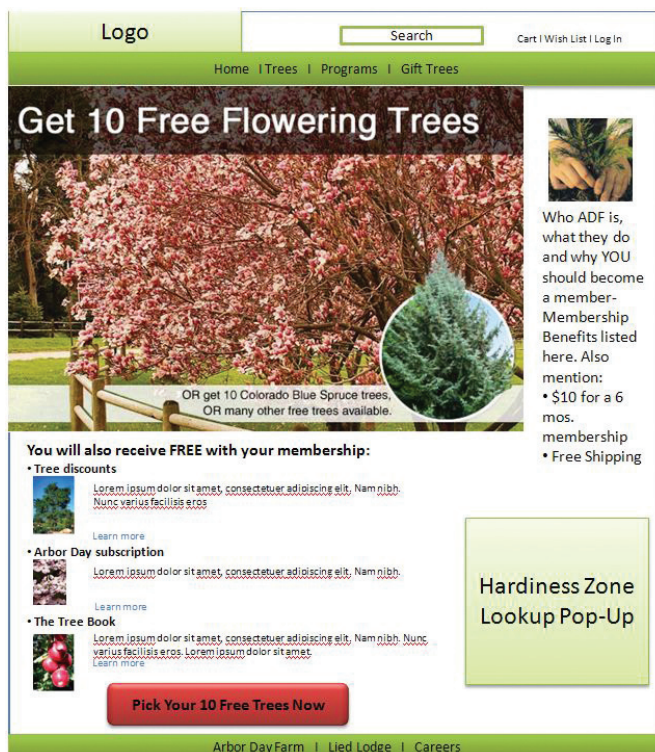 Logo
Search
Cart I Wish List I Log In
Home I Trees I Programs I Gift Trees
Get 10 Free Flowering Trees
OR get 10 Colorado Blue Spruce trees,
OR many other free trees available.
Who ADF is,
what they do
and why YOU
should become
a member-
Membership
Benefits listed
here. Also
mention:
• $10 for a 6
mos.
membership
• Free Shipping
You will also receive FREE with your membership:
• Tree discounts
Lorem ipsum dolor sit amet, consectetuer adipiscing elit. Nam nibh.
Nunc varius facilisis eros
Learn more
• Arbor Day subscription
Lorem ipsum dolor sit amet, consectetuer adipiscing elit. Nam nibh.
Learn more
• The Tree Book
Lorem ipsum dolor sit amet, consectetuer adipiscing elit. Nam nibh. Nunc
varius facilisis eros. Lorem ipsum dolor sit amet.
Learn more
Hardiness Zone
Lookup Pop-Up
Pick Your 10 Free Trees Now
Arbor Day Farm I Lied Lodge I Careers